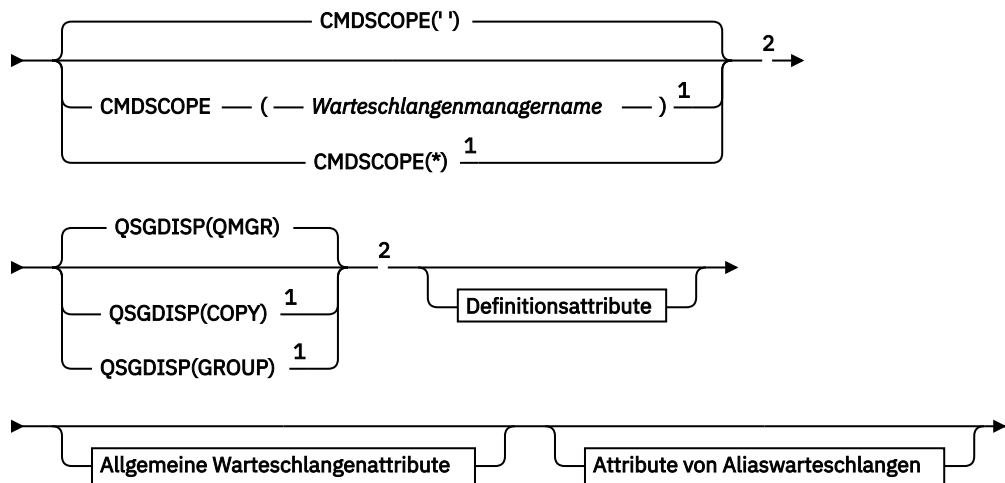 CMDSCOPE(' ')
2
CMDSCOPE ( Warteschlangenmanagername ) 1
CMDSCOPE(*) 1
QSGDISP(QMGR)
2
QSGDISP(COPY) 1
Definitionsattribute
QSGDISP(GROUP) 1
Allgemeine Warteschlangenattribute
Attribute von Aliaswarteschlangen